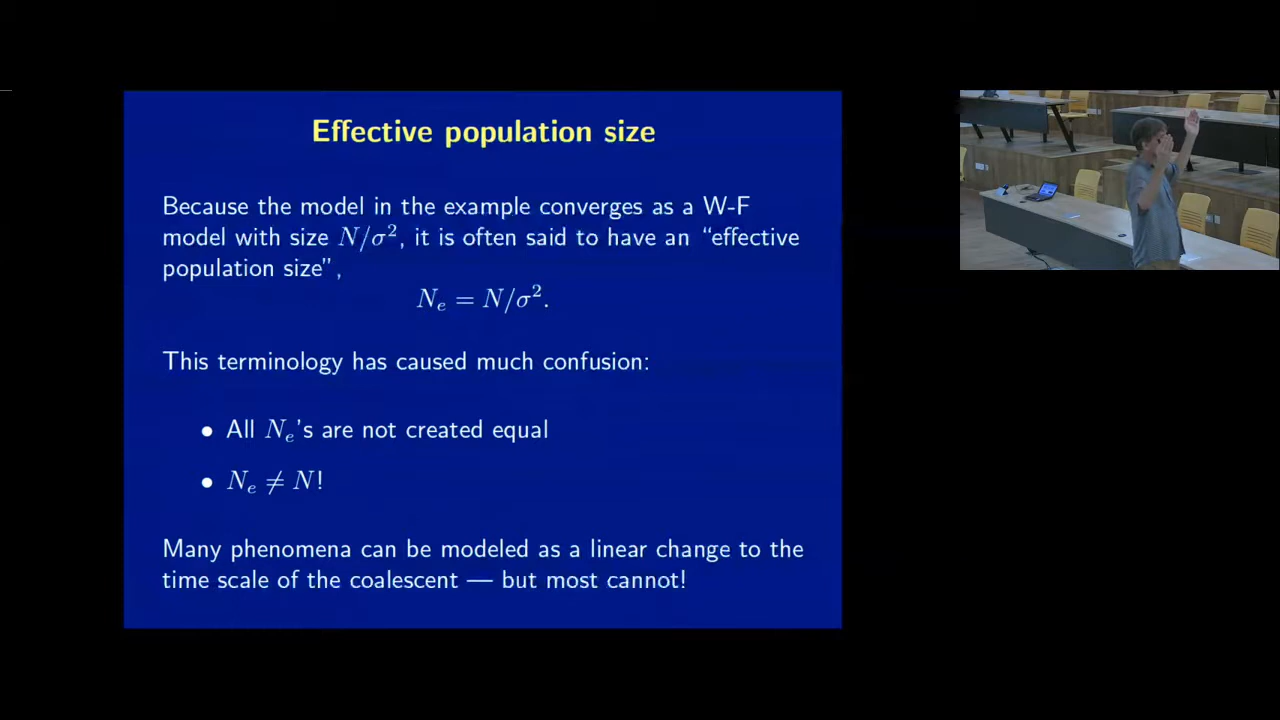 Effective population size
Because the model in the example converges as a W-F
model with size N/σ², it is often said to have an “effective
population size”,
Nₑ = N/σ².
This terminology has caused much confusion:
• All Nₑ’s are not created equal
• Nₑ ≠ N!
Many phenomena can be modeled as a linear change to the
time scale of the coalescent — but most cannot!